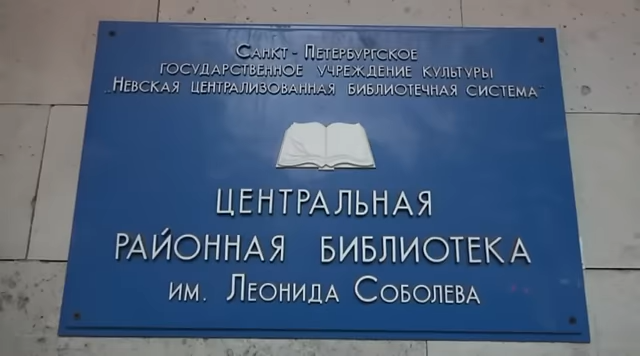 Санкт - Петербургское
государственное учреждение культуры
"Невская централизованная библиотечная система"
ЦЕНТРАЛЬНАЯ
РАЙОННАЯ БИБЛИОТЕКА
им. Леонида Соболева